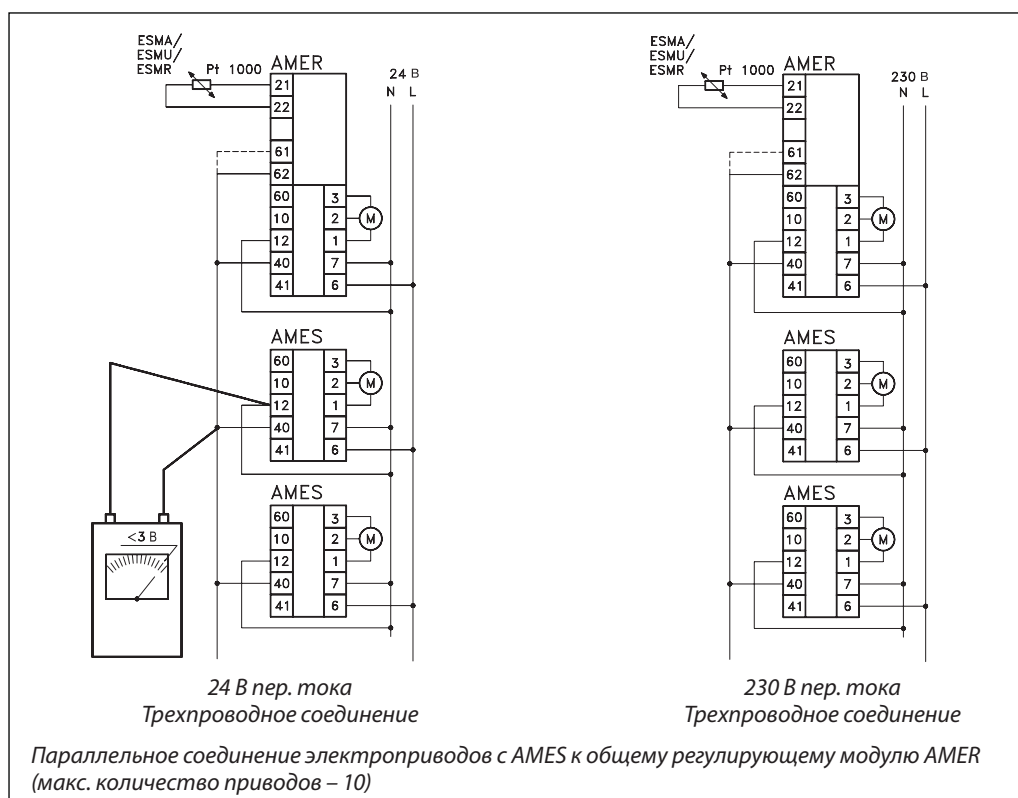 ESMA/
ESMU/
ESMR
Pt 1000
AMER
24 В
N L
21
22
61
62
60 3
10 2 M
12 1
40 7
41 6
AMES
60 3
10 2 M
12 1
40 7
41 6
<3 В
AMES
60 3
10 2 M
12 1
40 7
41 6
24 В пер. тока
Трехпроводное соединение
ESMA/
ESMU/
ESMR
Pt 1000
AMER
230 В
N L
21
22
61
62
60 3
10 2 M
12 1
40 7
41 6
AMES
60 3
10 2 M
12 1
40 7
41 6
AMES
60 3
10 2 M
12 1
40 7
41 6
230 В пер. тока
Трехпроводное соединение
Параллельное соединение электроприводов с AMES к общему регулирующему модулю AMER
(макс. количество приводов – 10)